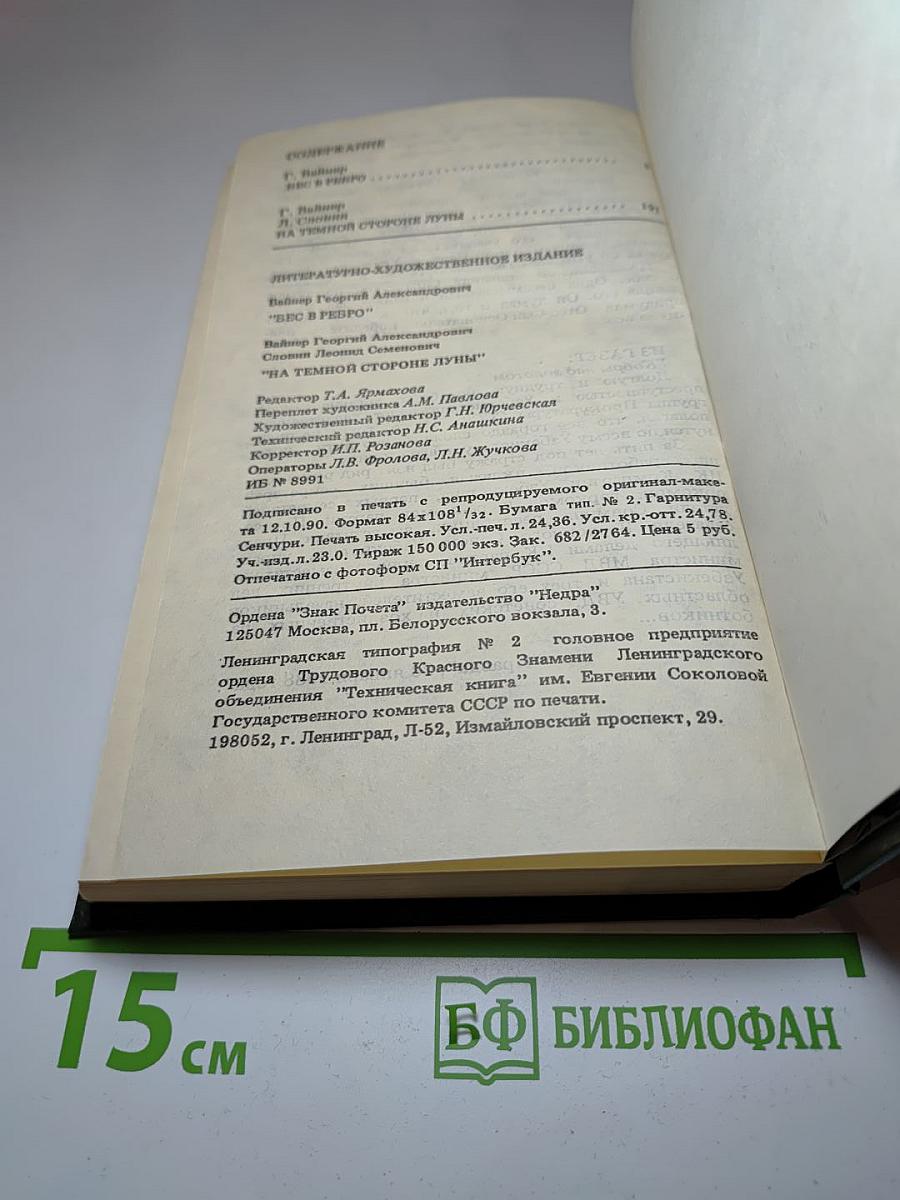 СОДЕРЖАНИЕ
Г. Вайнер
БЕС В РЕБРО
Г. Вайнер
Л. Словин
НА ТЕМНОЙ СТОРОНЕ ЛУНЫ
ЛИТЕРАТУРНО-ХУДОЖЕСТВЕННОЕ ИЗДАНИЕ
Вайнер Георгий Александрович
"БЕС В РЕБРО"
Вайнер Георгий Александрович
Словин Леонид Семенович
"НА ТЕМНОЙ СТОРОНЕ ЛУНЫ"
Редактор Т.А. Ярмахова
Переплет художника А.М. Павлова
Художественный редактор Г.Н. Юрчевская
Технический редактор Н.С. Анашкина
Корректор И.П. Розанова
Операторы Л.В. Фролова, Л.Н. Жучкова
ИБ № 8991
Подписано в печать с репродуцируемого оригинал-маке-
та 12.10.90. Формат 84х108 1/32. Бумага тип. № 2. Гарнитура
Сенчури. Печать высокая. Усл.-печ. л. 24,36. Усл. кр.-отт. 24,78.
Уч.-изд. л. 23.0. Тираж 150 000 экз. Зак. 682/2764. Цена 5 руб.
Отпечатано с фотоформ СП "Интербук".
Ордена "Знак Почета" издательство "Недра"
125047 Москва, пл. Белорусского вокзала, 3.
Ленинградская типография № 2 головное предприятие
ордена Трудового Красного Знамени Ленинградского
объединения "Техническая книга" им. Евгении Соколовой
Государственного комитета СССР по печати.
198052, г. Ленинград, Л-52, Измайловский проспект, 29.
15 см
БФ БИБЛИОФАН